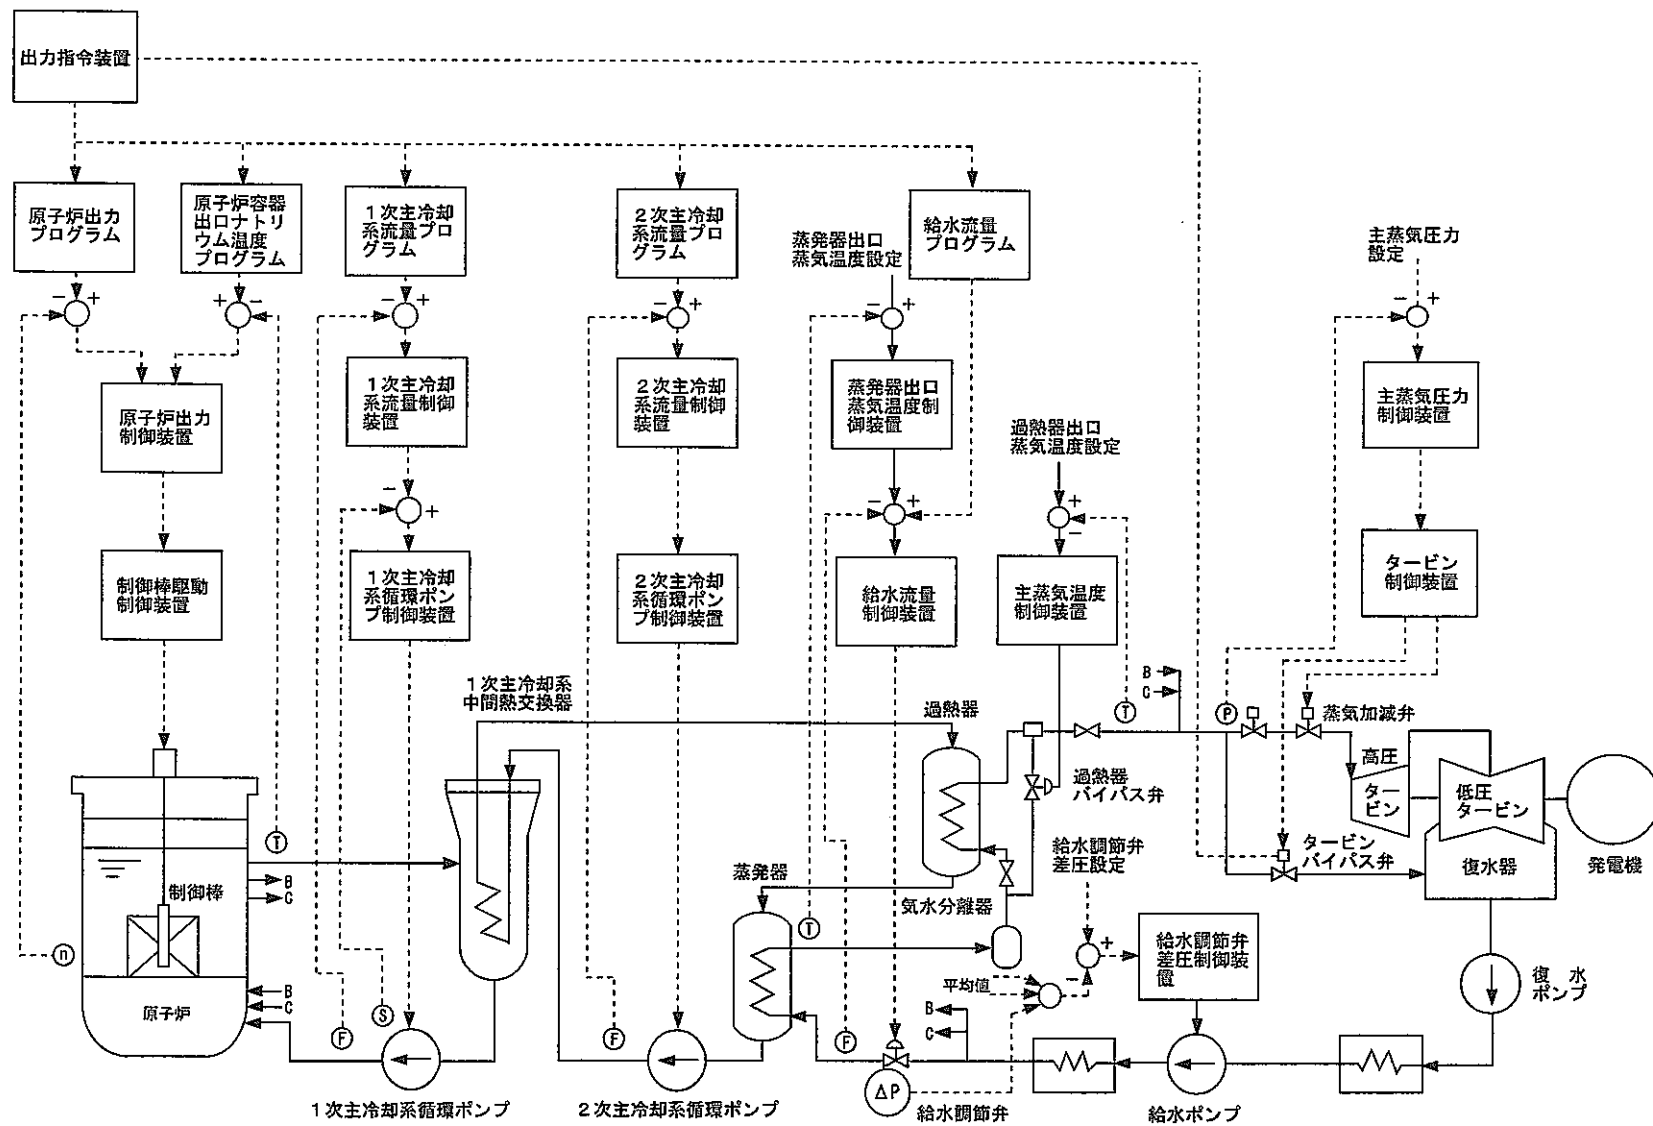 出力指令装置
原子炉出力
プログラム
原子炉容器
出口ナトリ
ウム温度
プログラム
1次主冷却
系流量プロ
グラム
2次主冷却
系流量プロ
グラム
給水流量
プログラム
蒸発器出口
蒸気温度設定
主蒸気圧力
設定
− +
+ −
− +
− +
− +
− +
原子炉出力
制御装置
1次主冷却
系流量制御
装置
2次主冷却
系流量制御
装置
蒸発器出口
蒸気温度制
御装置
過熱器出口
蒸気温度設定
主蒸気圧力
制御装置
− +
− +
+ −
制御棒駆動
制御装置
1次主冷却
系循環ポン
プ制御装置
2次主冷却
系循環ポン
プ制御装置
給水流量
制御装置
主蒸気温度
制御装置
タービン
制御装置
1次主冷却系
中間熱交換器
過熱器
B
C
T
P
蒸気加減弁
過熱器
バイパス弁
高圧
ター
ビン
低圧
タービン
発電機
T
制御棒
B
C
n
原子炉
B
C
F
S
1次主冷却系循環ポンプ
F
2次主冷却系循環ポンプ
蒸発器
T
気水分離器
給水調節弁
差圧設定
タービン
バイパス弁
復水器
+
−
平均値
給水調節弁
差圧制御装
置
復水
ポンプ
F
B
C
ΔP
給水調節弁
給水ポンプ